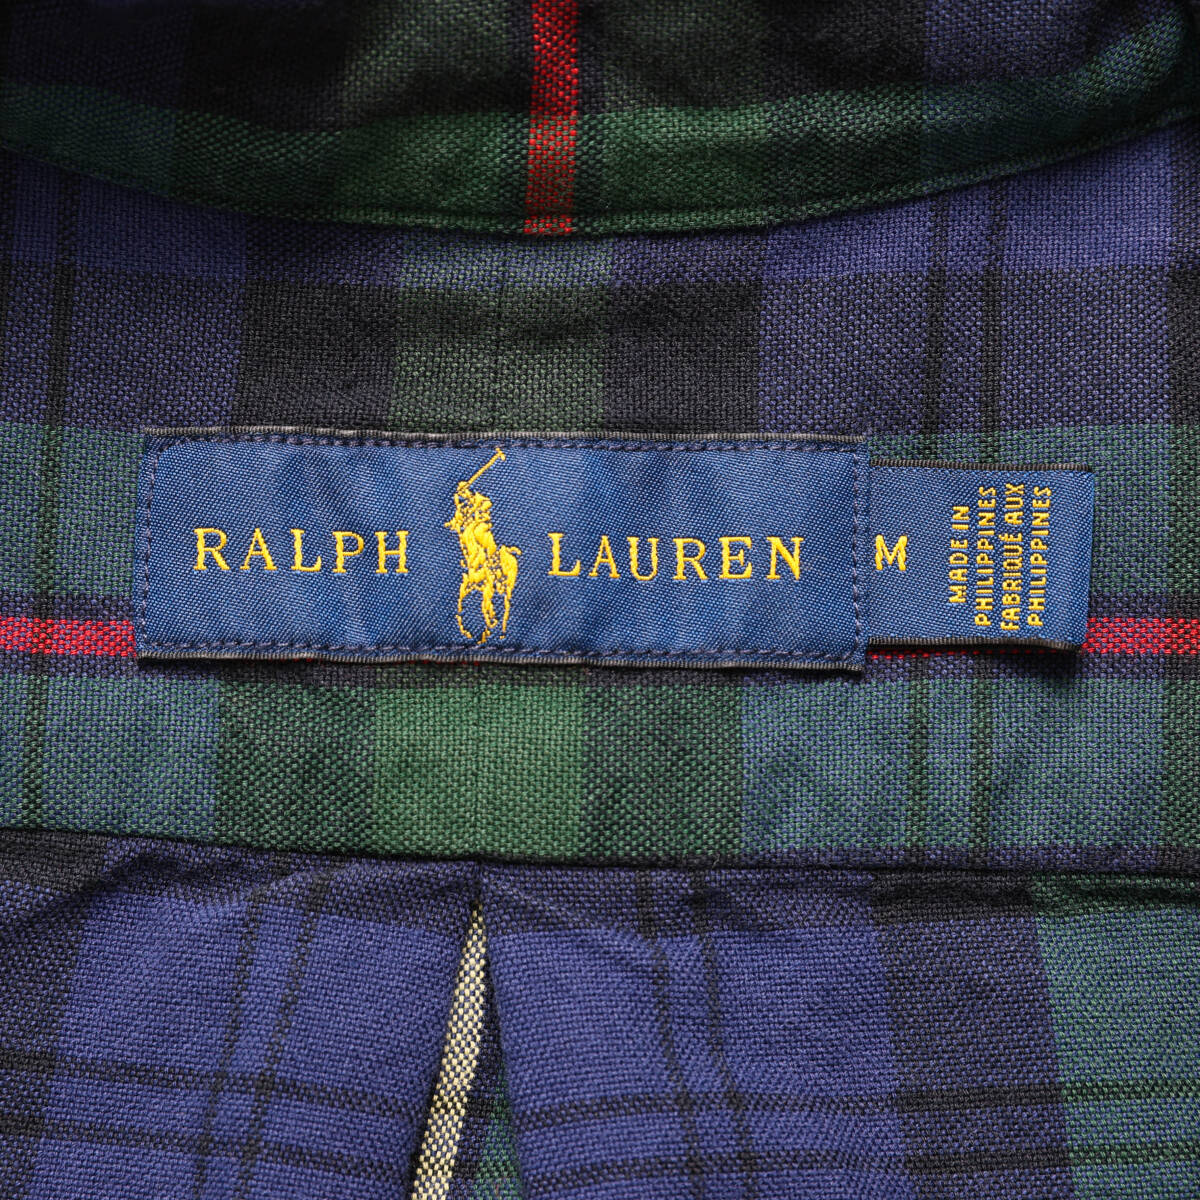 RALPH LAUREN
M
MADE IN
PHILIPPINES
FABRIQUÉ AUX
PHILIPPINES